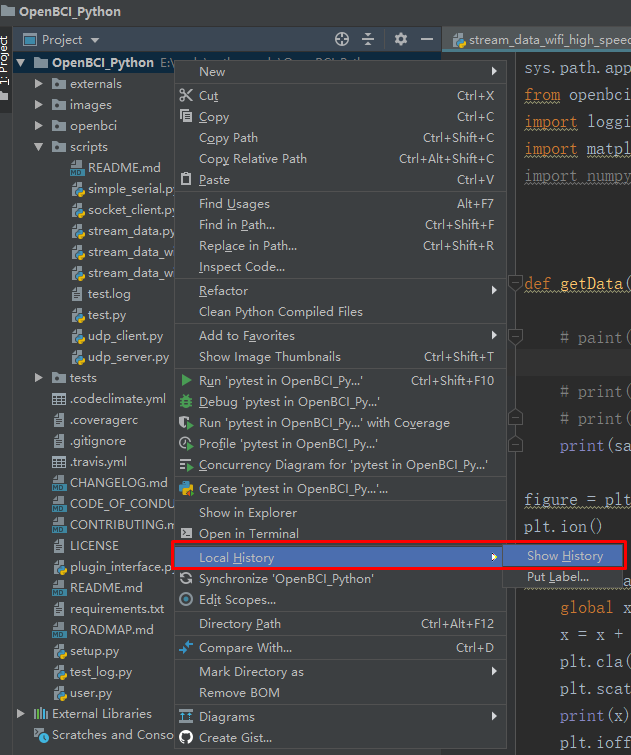 OpenBCI_Python
1: Project
Project
stream_data_wifi_high_speed
OpenBCI_Python
externals
images
openbci
scripts
README.md
simple_serial.py
socket_client.py
stream_data.py
stream_data_w
stream_data_w
test.log
test.py
udp_client.py
udp_server.py
tests
.codeclimate.yml
.coveragerc
.gitignore
.travis.yml
CHANGELOG.md
CODE_OF_CONDU
CONTRIBUTING.m
LICENSE
plugin_interface.p
README.md
requirements.txt
ROADMAP.md
setup.py
test_log.py
user.py
External Libraries
Scratches and Conso
New
Cut Ctrl+X
Copy Ctrl+C
Copy Path Ctrl+Shift+C
Copy Relative Path Ctrl+Alt+Shift+C
Paste Ctrl+V
Find Usages Alt+F7
Find in Path... Ctrl+Shift+F
Replace in Path... Ctrl+Shift+R
Inspect Code...
Refactor
Clean Python Compiled Files
Add to Favorites
Show Image Thumbnails Ctrl+Shift+T
Run 'pytest in OpenBCI_Py...' Ctrl+Shift+F10
Debug 'pytest in OpenBCI_Py...'
Run 'pytest in OpenBCI_Py...' with Coverage
Profile 'pytest in OpenBCI_Py...'
Concurrency Diagram for 'pytest in OpenBCI_Py...'
Create 'pytest in OpenBCI_Py...'...
Show in Explorer
Open in Terminal
Local History
Synchronize 'OpenBCI_Python'
Edit Scopes...
Directory Path Ctrl+Alt+F12
Compare With... Ctrl+D
Mark Directory as
Remove BOM
Diagrams
Create Gist...
Show History
Put Label...
sys.path.app
from openbci
import loggi
import matpl
import numpy
def getData(
# paint(
# print(
# print(
print(sa
figure = plt
plt.ion()
global x
x = x +
plt.cla(
plt.scat
print(x)
plt.ioff